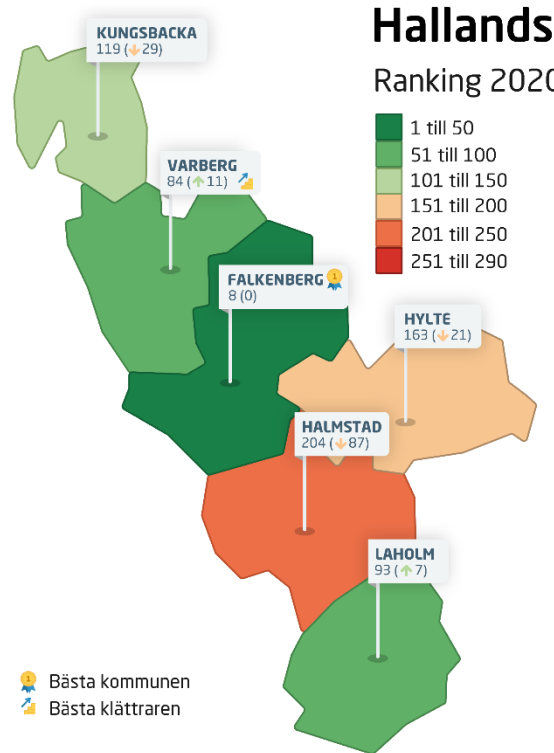 Hallands
Ranking 2020
1 till 50
51 till 100
101 till 150
151 till 200
201 till 250
251 till 290
KUNGSBACKA
119 (↓29)
VARBERG
84 (↑11)
FALKENBERG
8 (0)
HYLTE
163 (↓21)
HALMSTAD
204 (↓87)
LAHOLM
93 (↑7)
Bästa kommunen
Bästa klättraren